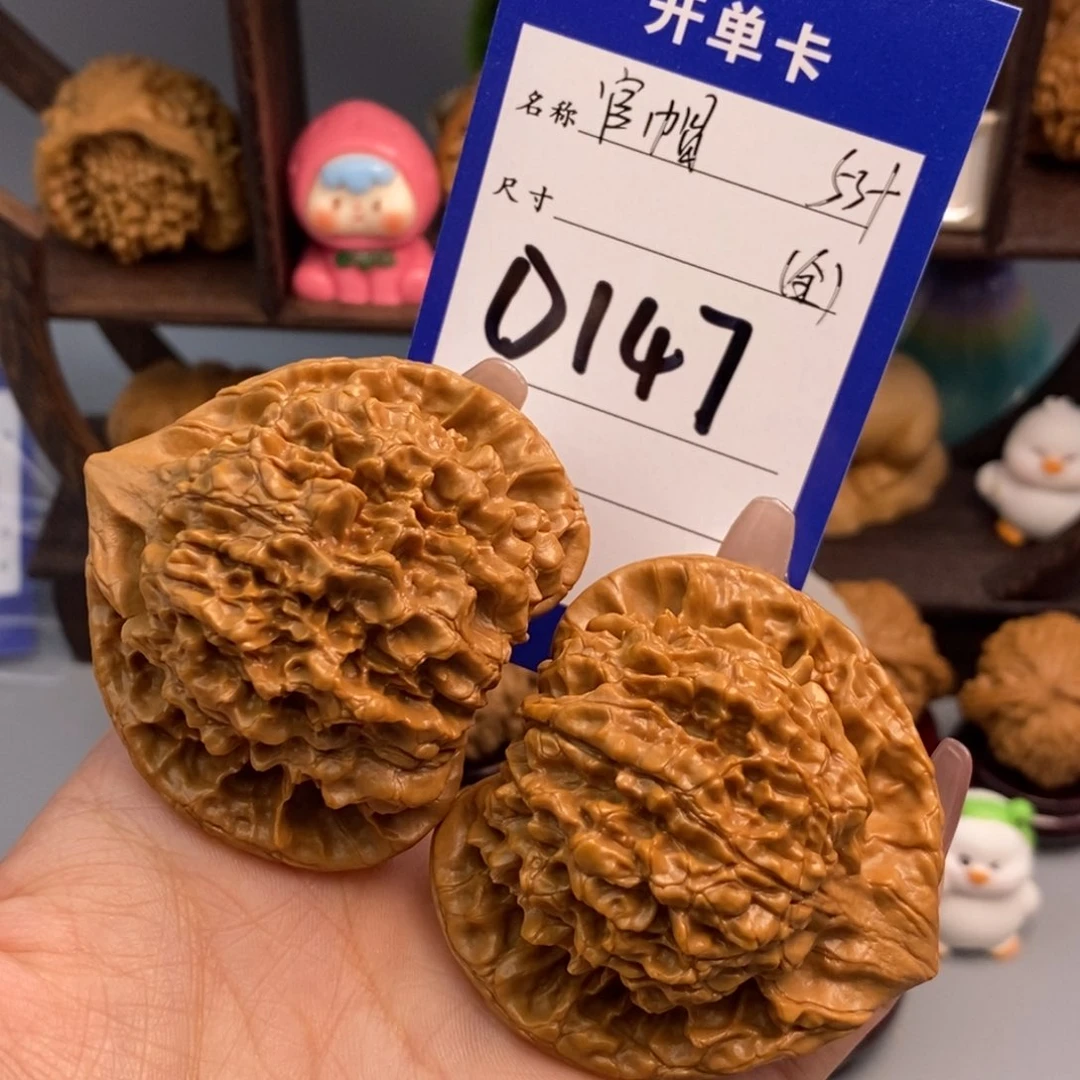 开单卡
名称 官帽 53+
尺寸
(全)
0147